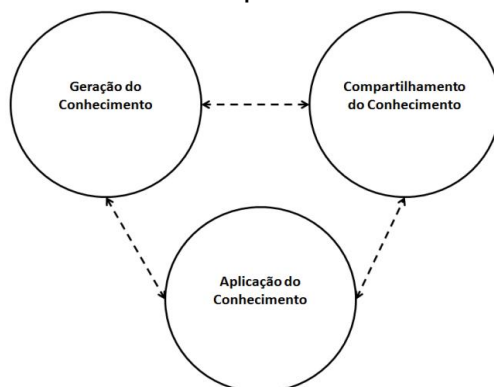 Geração do
Conhecimento
Compartilhamento
do Conhecimento
Aplicação do
Conhecimento